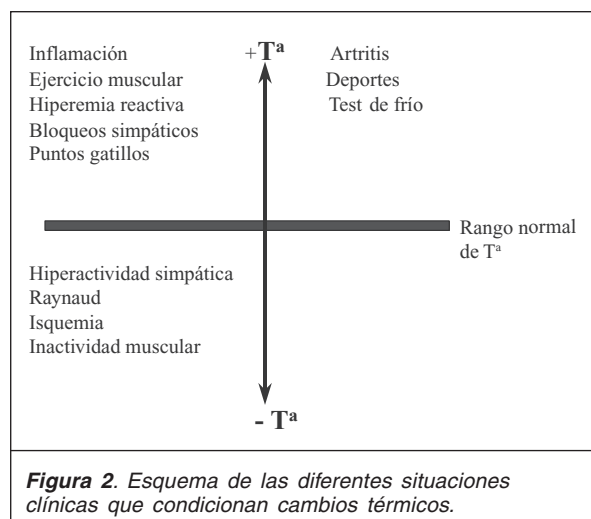 +Tª
Inflamación
Ejercicio muscular
Hiperemia reactiva
Bloqueos simpáticos
Puntos gatillos
Artritis
Deportes
Test de frío
Rango normal
de Tª
Hiperactividad simpática
Raynaud
Isquemia
Inactividad muscular
- Tª
Figura 2. Esquema de las diferentes situaciones
clínicas que condicionan cambios térmicos.